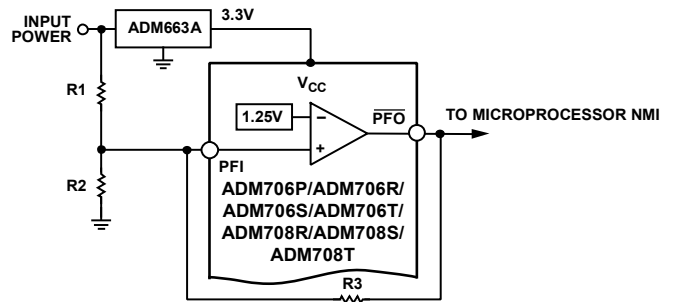 INPUT
POWER
ADM663A
3.3V
R1
VCC
1.25V
−
+
PFO
TO MICROPROCESSOR NMI
PFI
R2
ADM706P/ADM706R/
ADM706S/ADM706T/
ADM708R/ADM708S/
ADM708T
R3